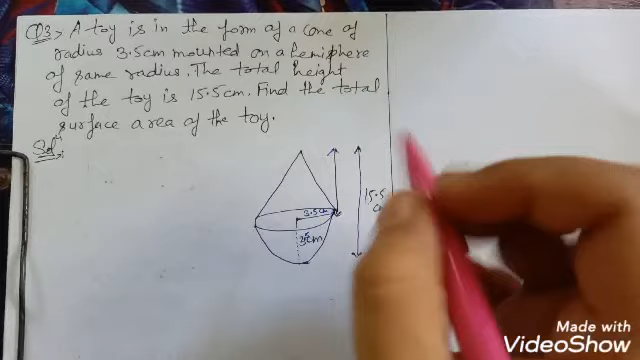 Q3> A toy is in the form of a cone of
radius 3.5cm mounted on a hemisphere
of same radius. The total height
of the toy is 15.5cm. Find the total
surface area of the toy.
Solⁿ:
3.5cm
15.5
cm
3.5cm
Made with
VideoShow